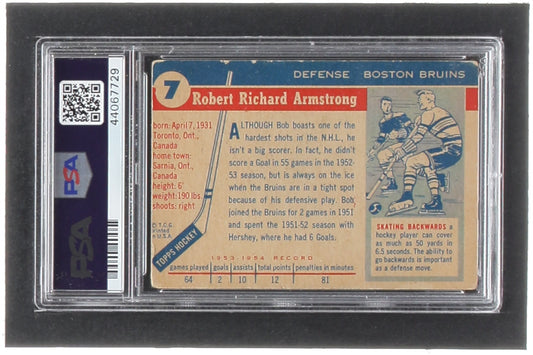 44067729
PSA
PSA
7
DEFENSE BOSTON BRUINS
Robert Richard Armstrong
born: April 7, 1931
Toronto, Ont.,
Canada
home town:
Sarnia, Ont.,
Canada
height: 6'
weight: 190 lbs
shoots: right
© T.C.G.
Printed
in U.S.A.
TOPPS HOCKEY
ALTHOUGH Bob boasts one of the
hardest shots in the N.H.L., he
isn't a big scorer. In fact, he didn't
score a Goal in 55 games in the 1952-
53 season, but is always on the ice
when the Bruins are in a tight spot
because of his defensive play. Bob
joined the Bruins for 2 games in 1951
and spent the 1951-52 season with
Hershey, where he had 6 Goals.
SKATING BACKWARDS a
hockey player can cover
as much as 50 yards in
6.5 seconds. The ability to
go backwards is important
as a defense move.
1953-1954 RECORD
games played goals assists total points penalties in minutes
64 2 10 12 81